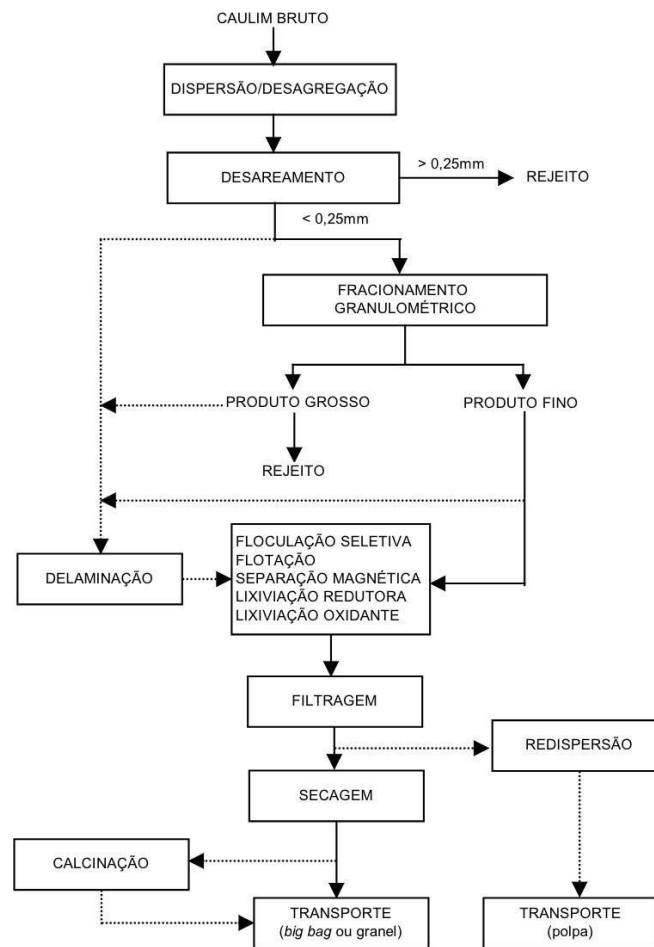 CAULIM BRUTO
DISPERSÃO/DESAGREGAÇÃO
DESAREAMENTO
> 0,25mm
REJEITO
< 0,25mm
FRACIONAMENTO
GRANULOMÉTRICO
PRODUTO GROSSO
PRODUTO FINO
REJEITO
DELAMINAÇÃO
FLOCULAÇÃO SELETIVA
FLOTAÇÃO
SEPARAÇÃO MAGNÉTICA
LIXIVIAÇÃO REDUTORA
LIXIVIAÇÃO OXIDANTE
FILTRAGEM
REDISPERSÃO
SECAGEM
CALCINAÇÃO
TRANSPORTE
(big bag ou granel)
TRANSPORTE
(polpa)